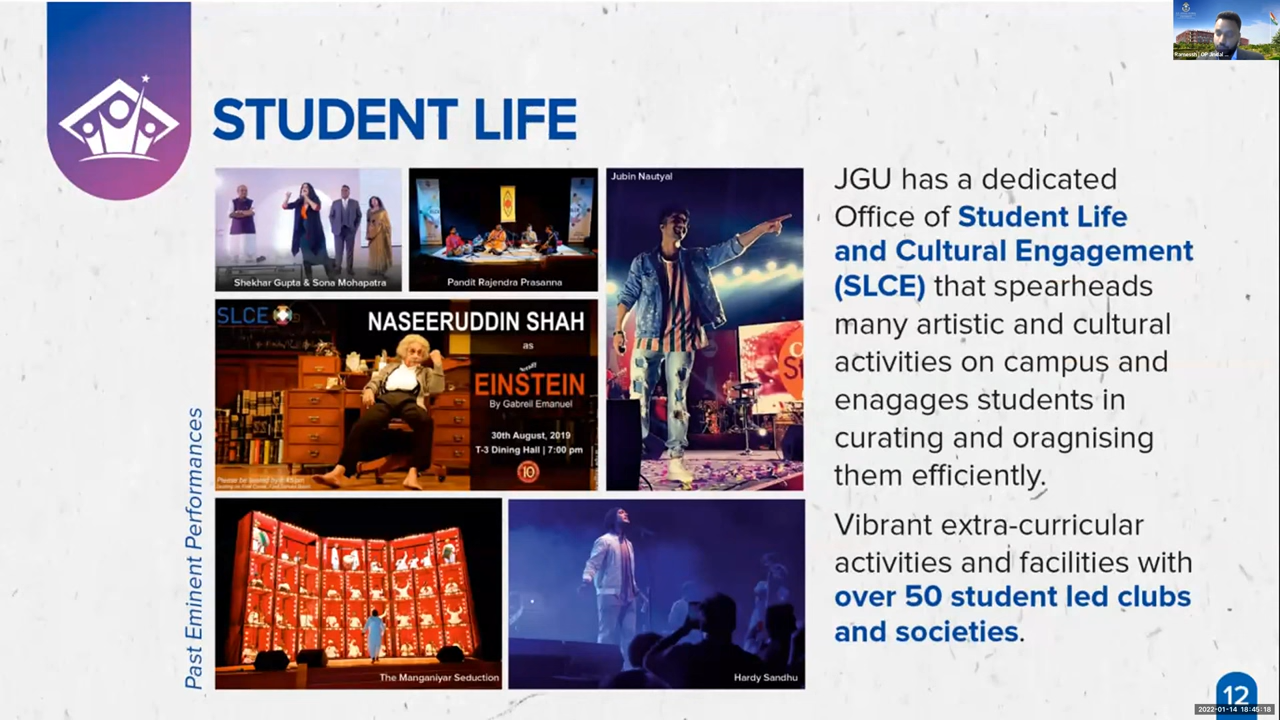 STUDENT LIFE
Shekhar Gupta & Sona Mohapatra
Pandit Rajendra Prasanna
Jubin Nautyal
SLCE
NASEERUDDIN SHAH
as
EINSTEIN
By Gabreil Emanuel
30th August, 2019
T-3 Dining Hall | 7:00 pm
10
The Manganiyar Seduction
Hardy Sandhu
Past Eminent Performances
JGU has a dedicated
Office of Student Life
and Cultural Engagement
(SLCE) that spearheads
many artistic and cultural
activities on campus and
enagages students in
curating and oragnising
them efficiently.
Vibrant extra-curricular
activities and facilities with
over 50 student led clubs
and societies.
12
2022-01-14 18:45:18